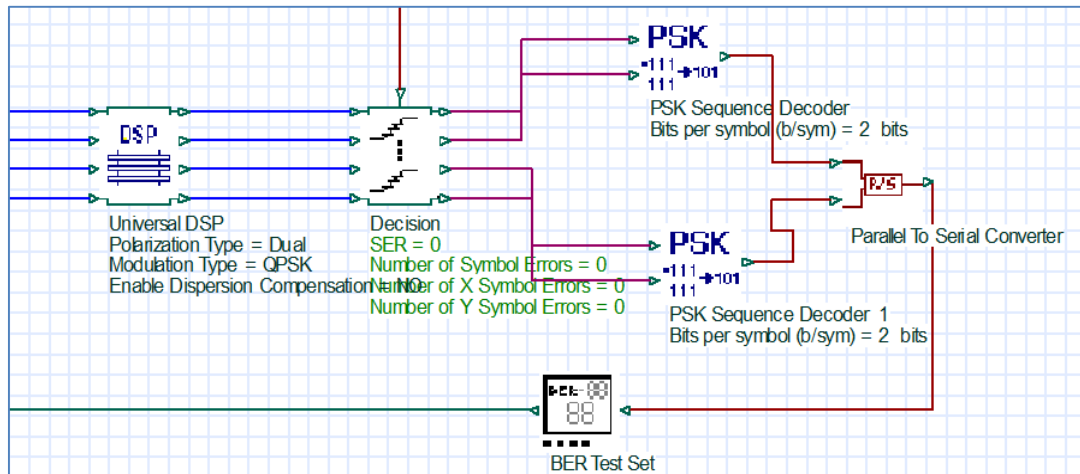 PSK
111
101
111
PSK Sequence Decoder
Bits per symbol (b/sym) = 2 bits
DSP
Universal DSP
Polarization Type = Dual
Modulation Type = QPSK
Enable Dispersion Compensation = NO
Decision
SER = 0
Number of Symbol Errors = 0
Number of X Symbol Errors = 0
Number of Y Symbol Errors = 0
P/S
Parallel To Serial Converter
PSK
111
101
111
PSK Sequence Decoder 1
Bits per symbol (b/sym) = 2 bits
88
88
BER Test Set